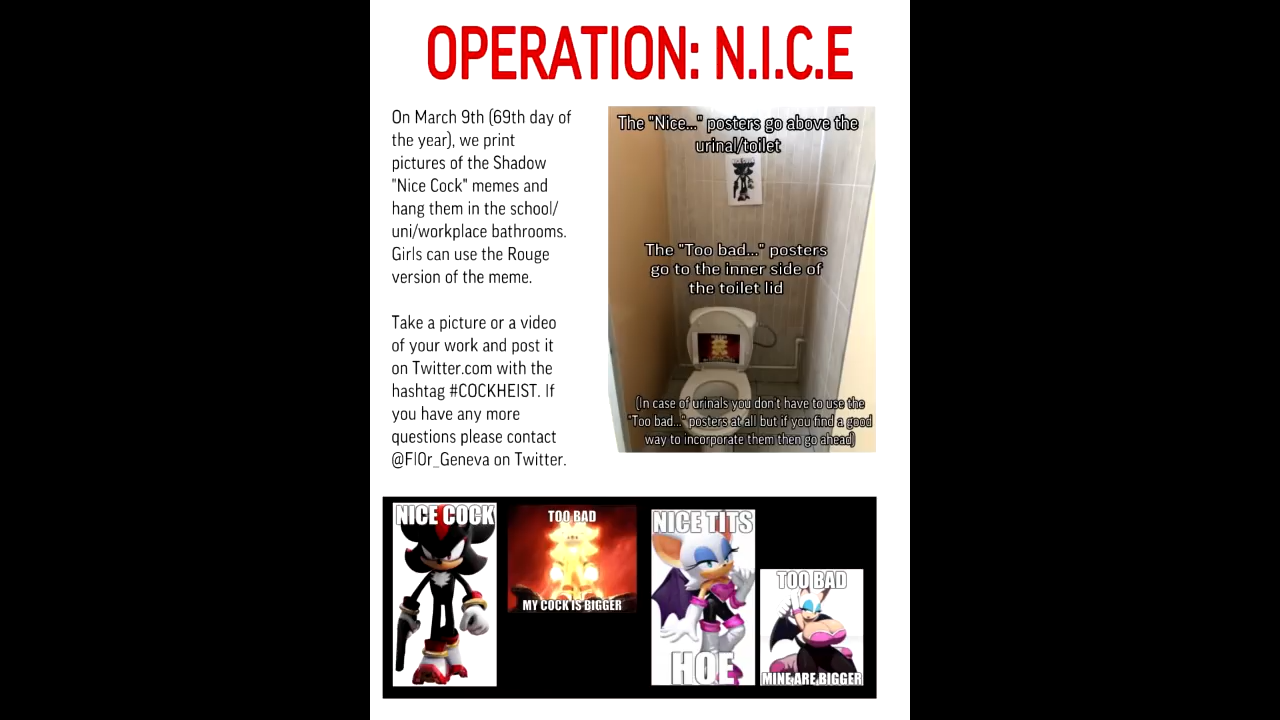 OPERATION: N.I.C.E
On March 9th (69th day of
the year), we print
pictures of the Shadow
"Nice Cock" memes and
hang them in the school/
uni/workplace bathrooms.
Girls can use the Rouge
version of the meme.
Take a picture or a video
of your work and post it
on Twitter.com with the
hashtag #COCKHEIST. If
you have any more
questions please contact
@Fl0r_Geneva on Twitter.
The "Nice..." posters go above the
urinal/toilet
NICE COCK
The "Too bad..." posters
go to the inner side of
the toilet lid
TOO BAD
(In case of urinals you don't have to use the
"Too bad..." posters at all but if you find a good
way to incorporate them then go ahead)
NICE COCK
TOO BAD
MY COCK IS BIGGER
NICE TITS
HOE
TOO BAD
MINE ARE BIGGER